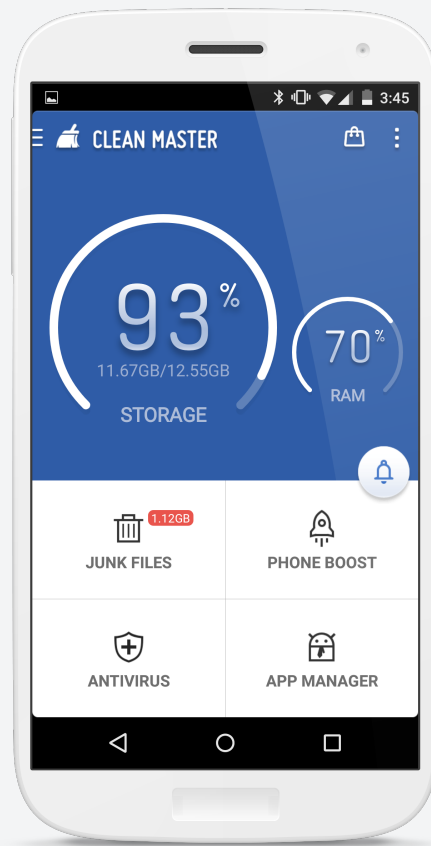 3:45
CLEAN MASTER
93%
11.67GB/12.55GB
STORAGE
70%
RAM
1.12GB
JUNK FILES
PHONE BOOST
ANTIVIRUS
APP MANAGER